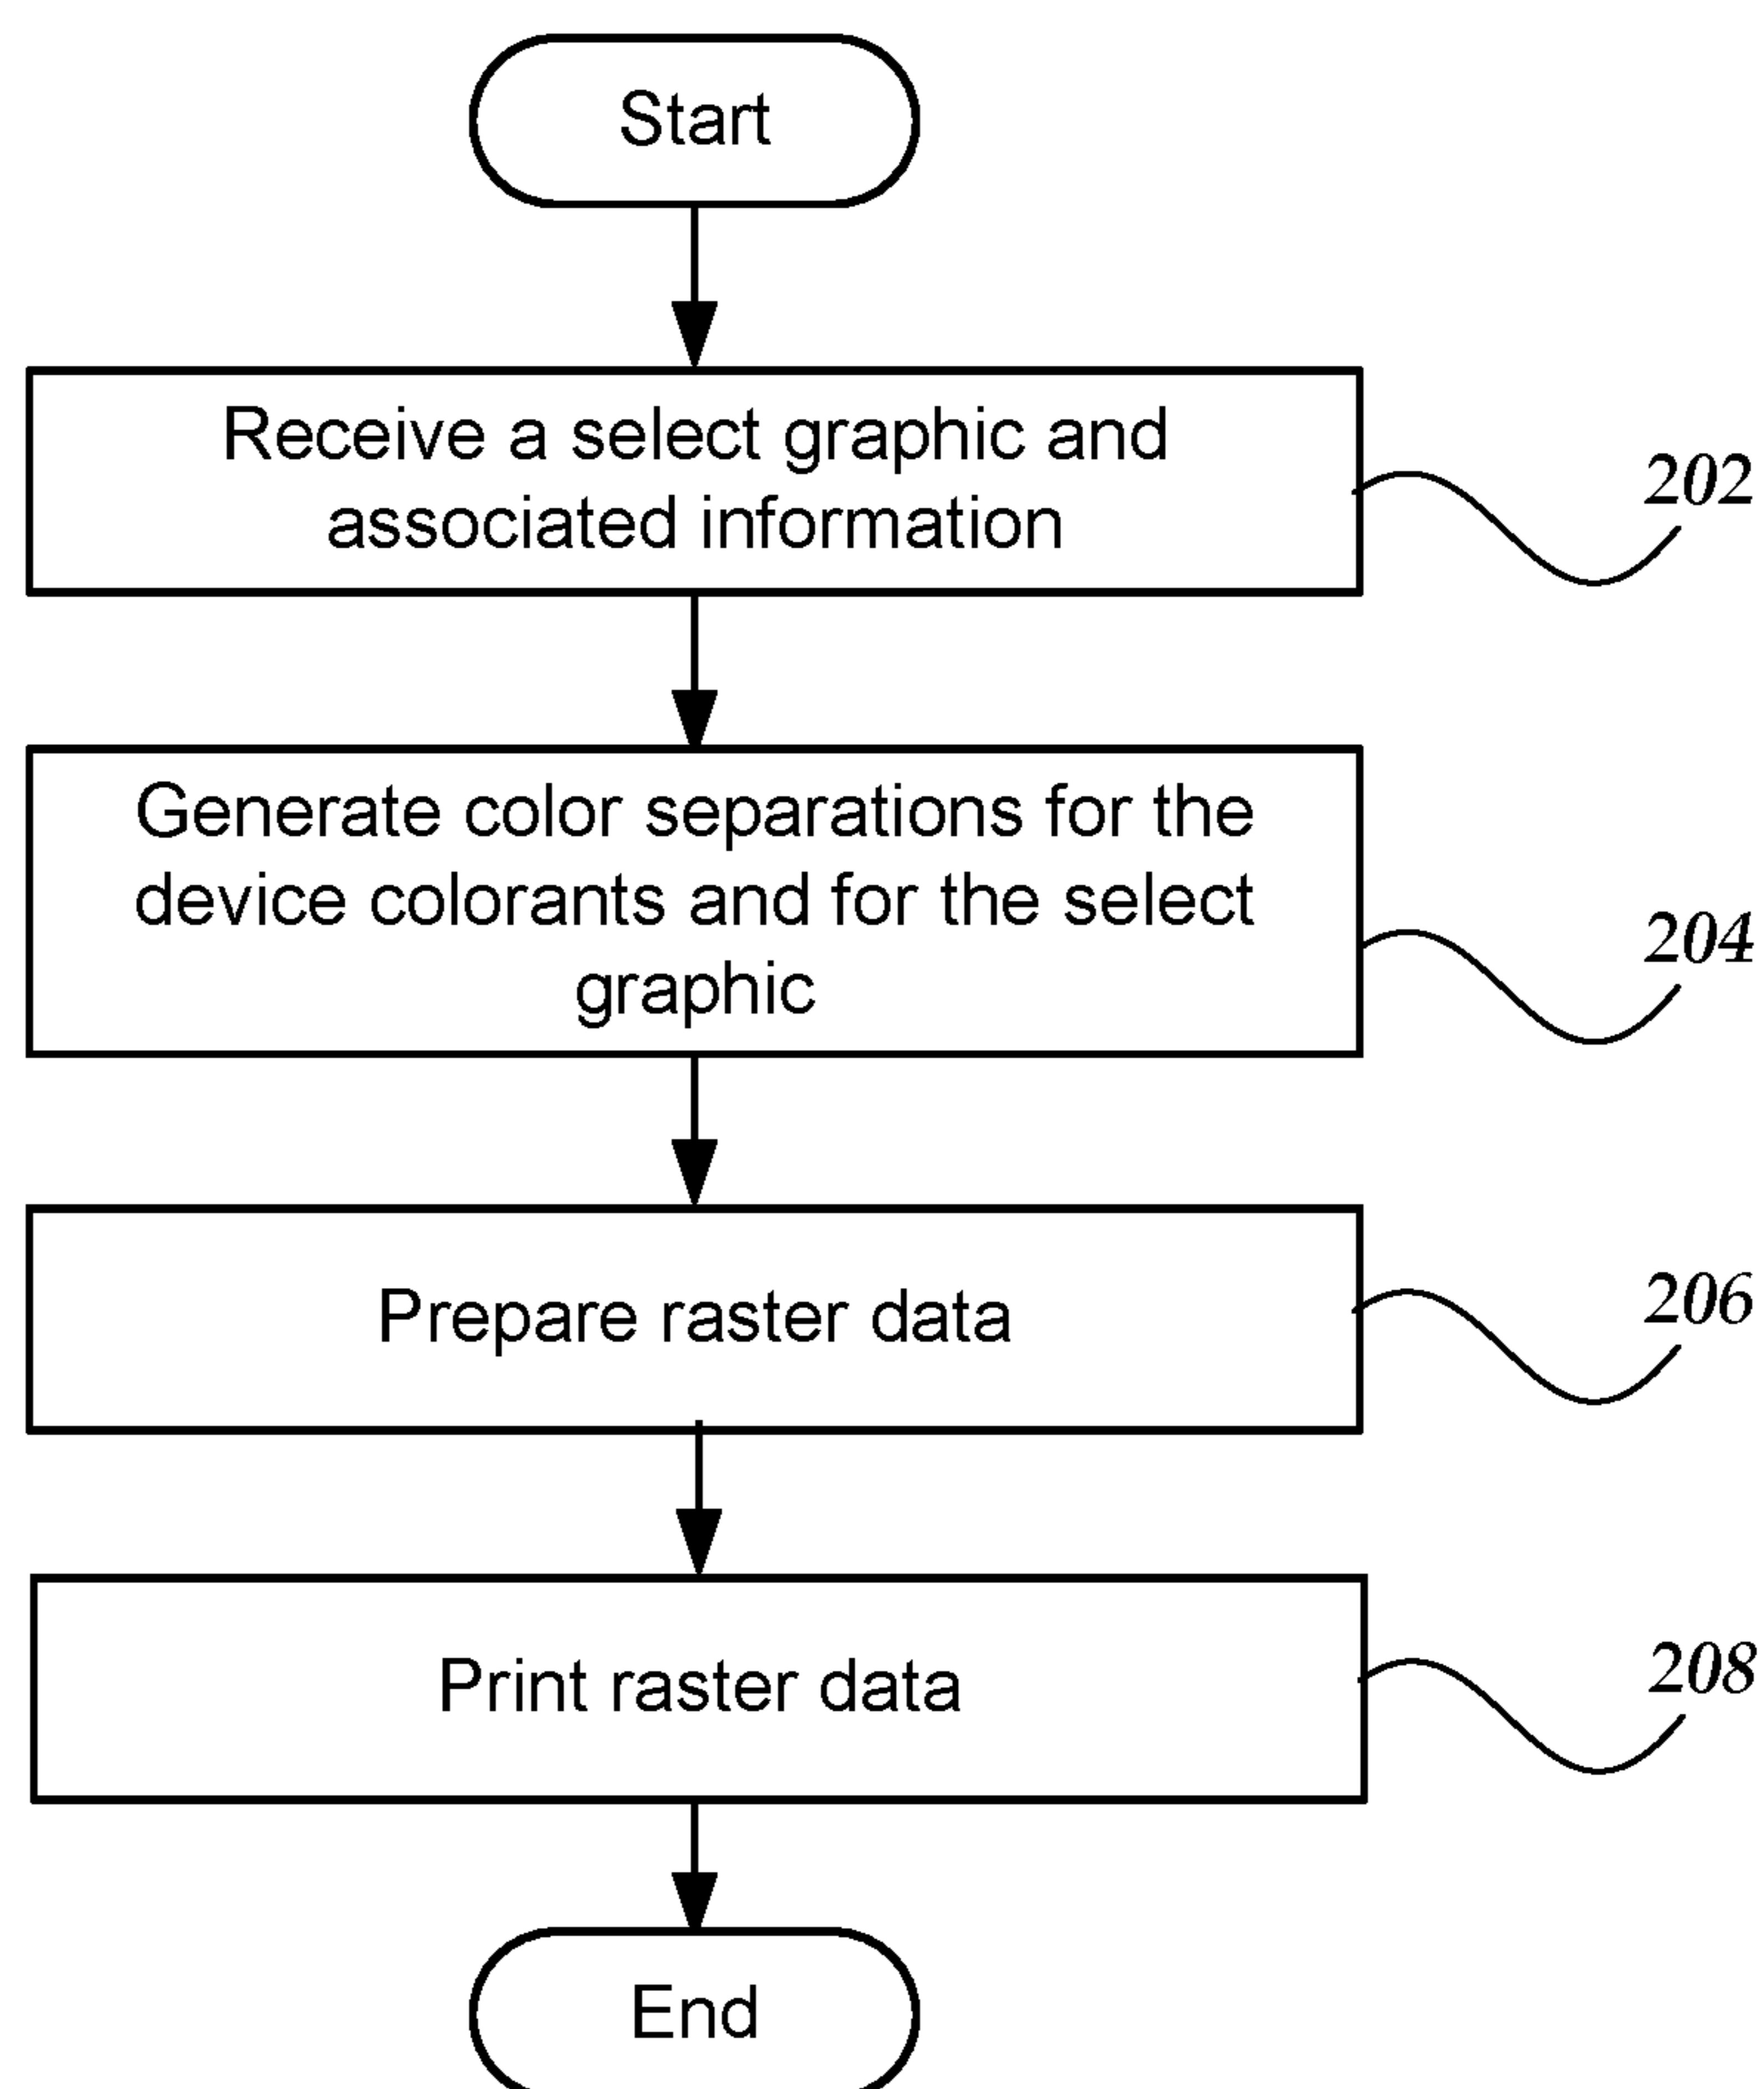 Start
Receive a select graphic and
associated information
202
Generate color separations for the
device colorants and for the select
graphic
204
Prepare raster data
206
Print raster data
208
End